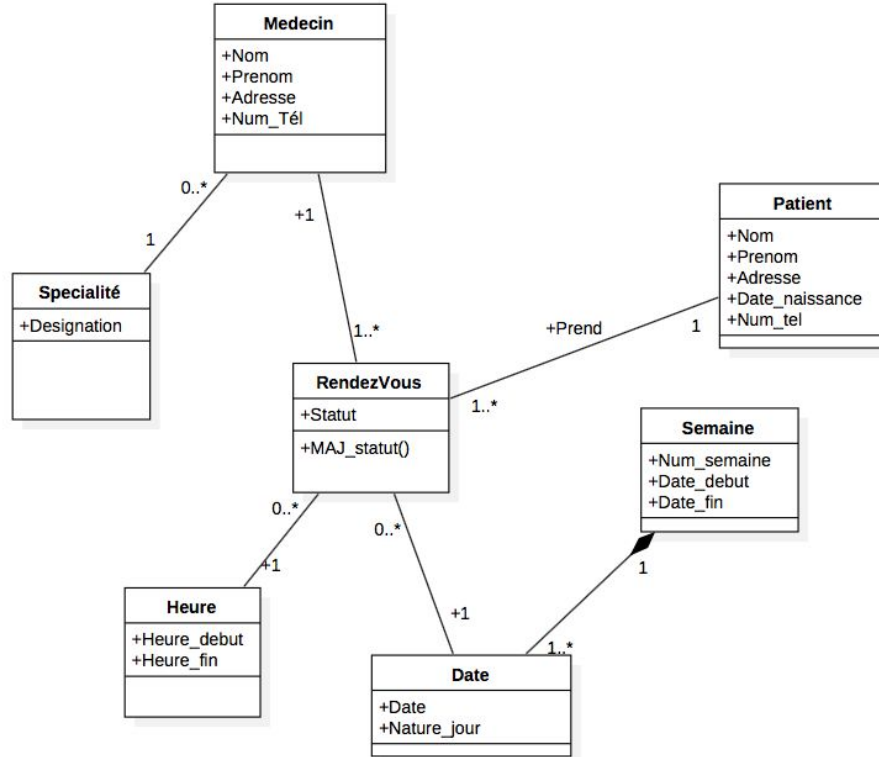 Medecin
+Nom
+Prenom
+Adresse
+Num_Tél
0..*
+1
1
Specialité
+Designation
Patient
+Nom
+Prenom
+Adresse
+Date_naissance
+Num_tel
+Prend
1
1..*
1..*
RendezVous
+Statut
+MAJ_statut()
Semaine
+Num_semaine
+Date_debut
+Date_fin
0..*
0..*
+1
1
Heure
+Heure_debut
+Heure_fin
+1
1..*
Date
+Date
+Nature_jour